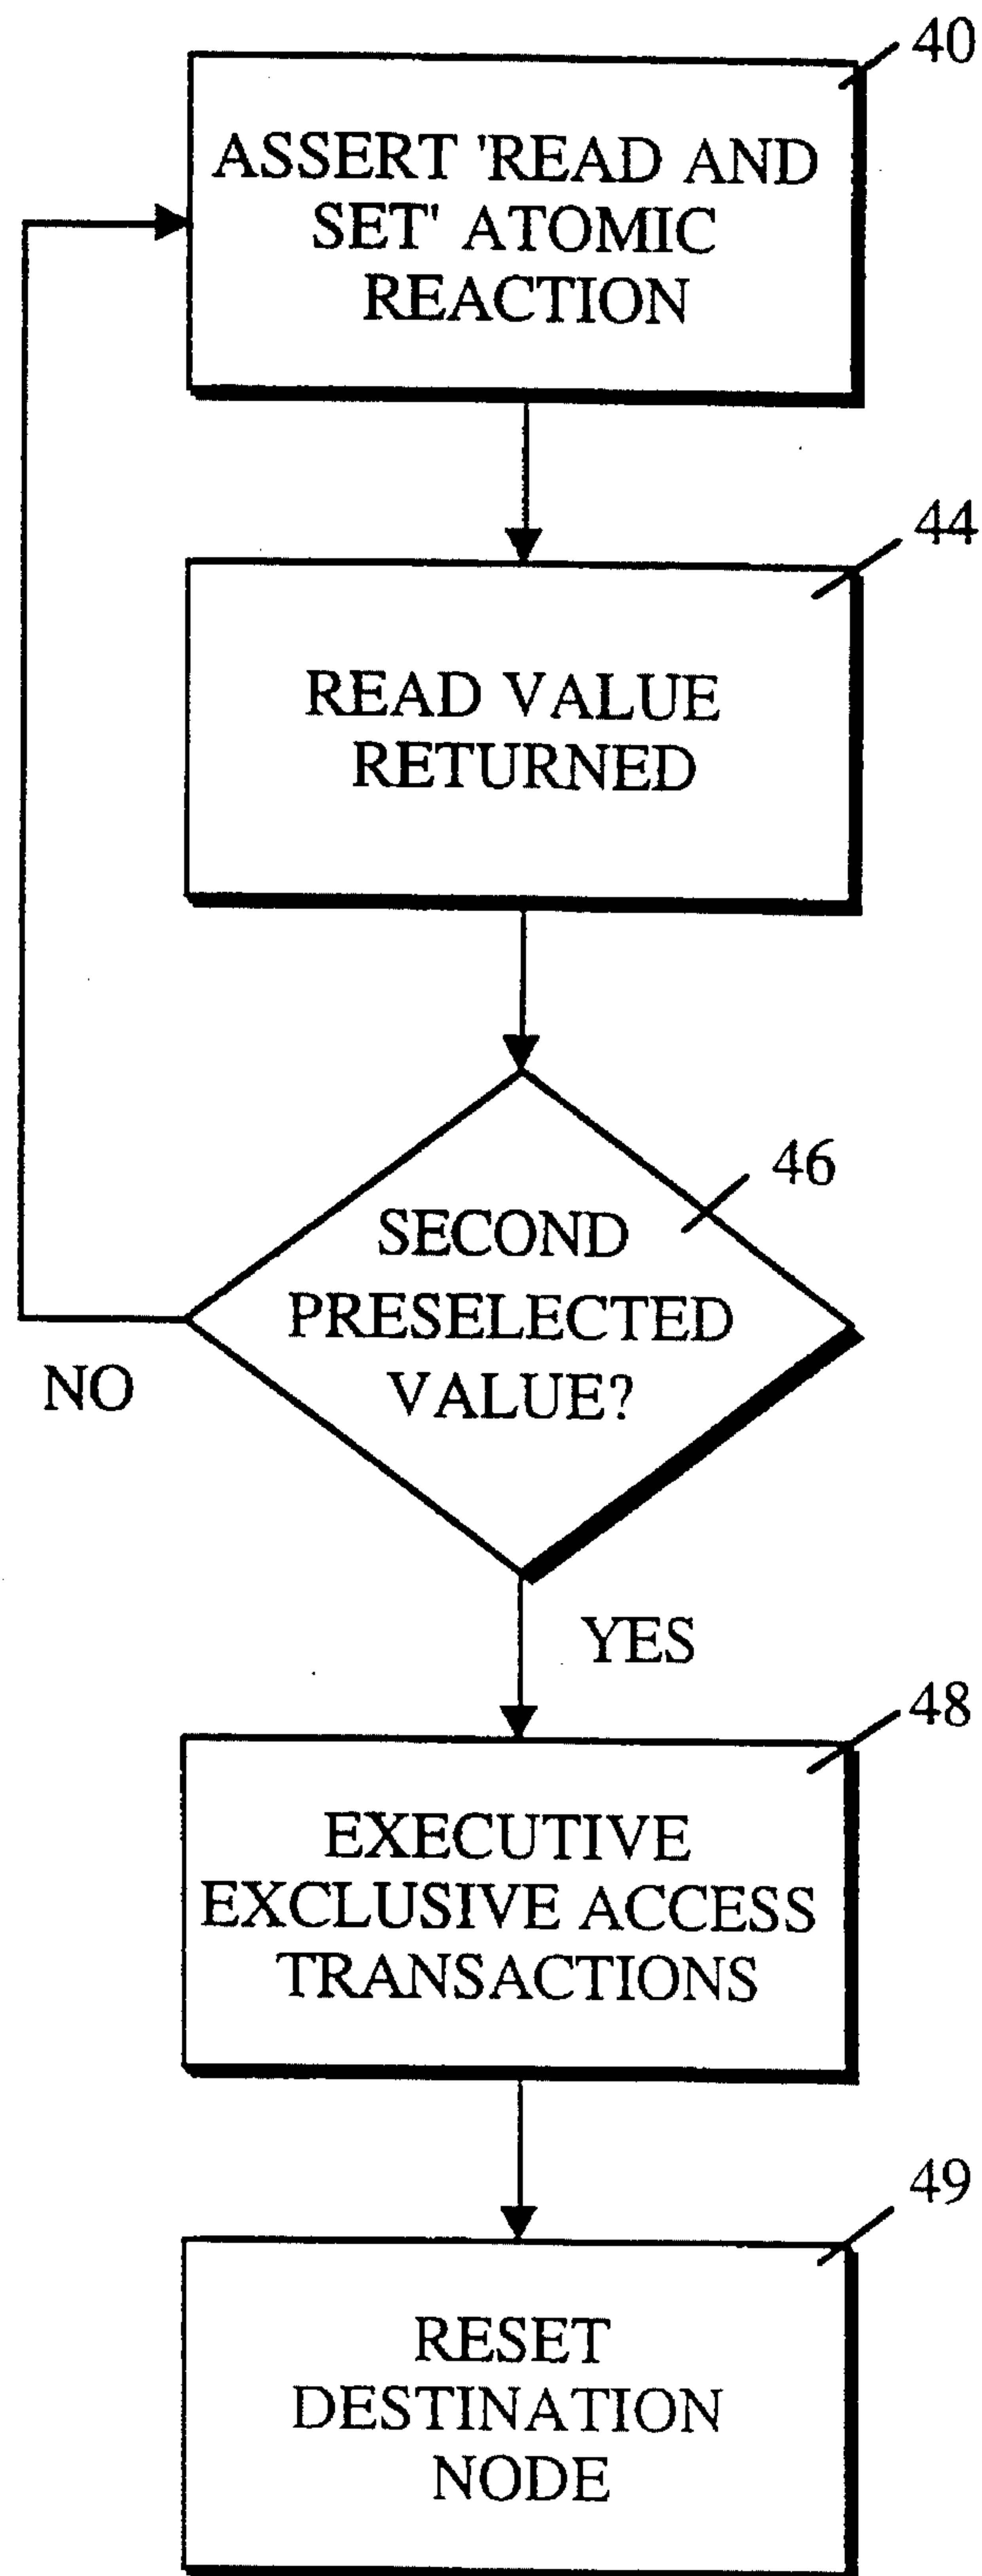 40
ASSERT 'READ AND
SET' ATOMIC
REACTION
44
READ VALUE
RETURNED
46
SECOND
PRESELECTED
VALUE?
NO
YES
48
EXECUTIVE
EXCLUSIVE ACCESS
TRANSACTIONS
49
RESET
DESTINATION
NODE